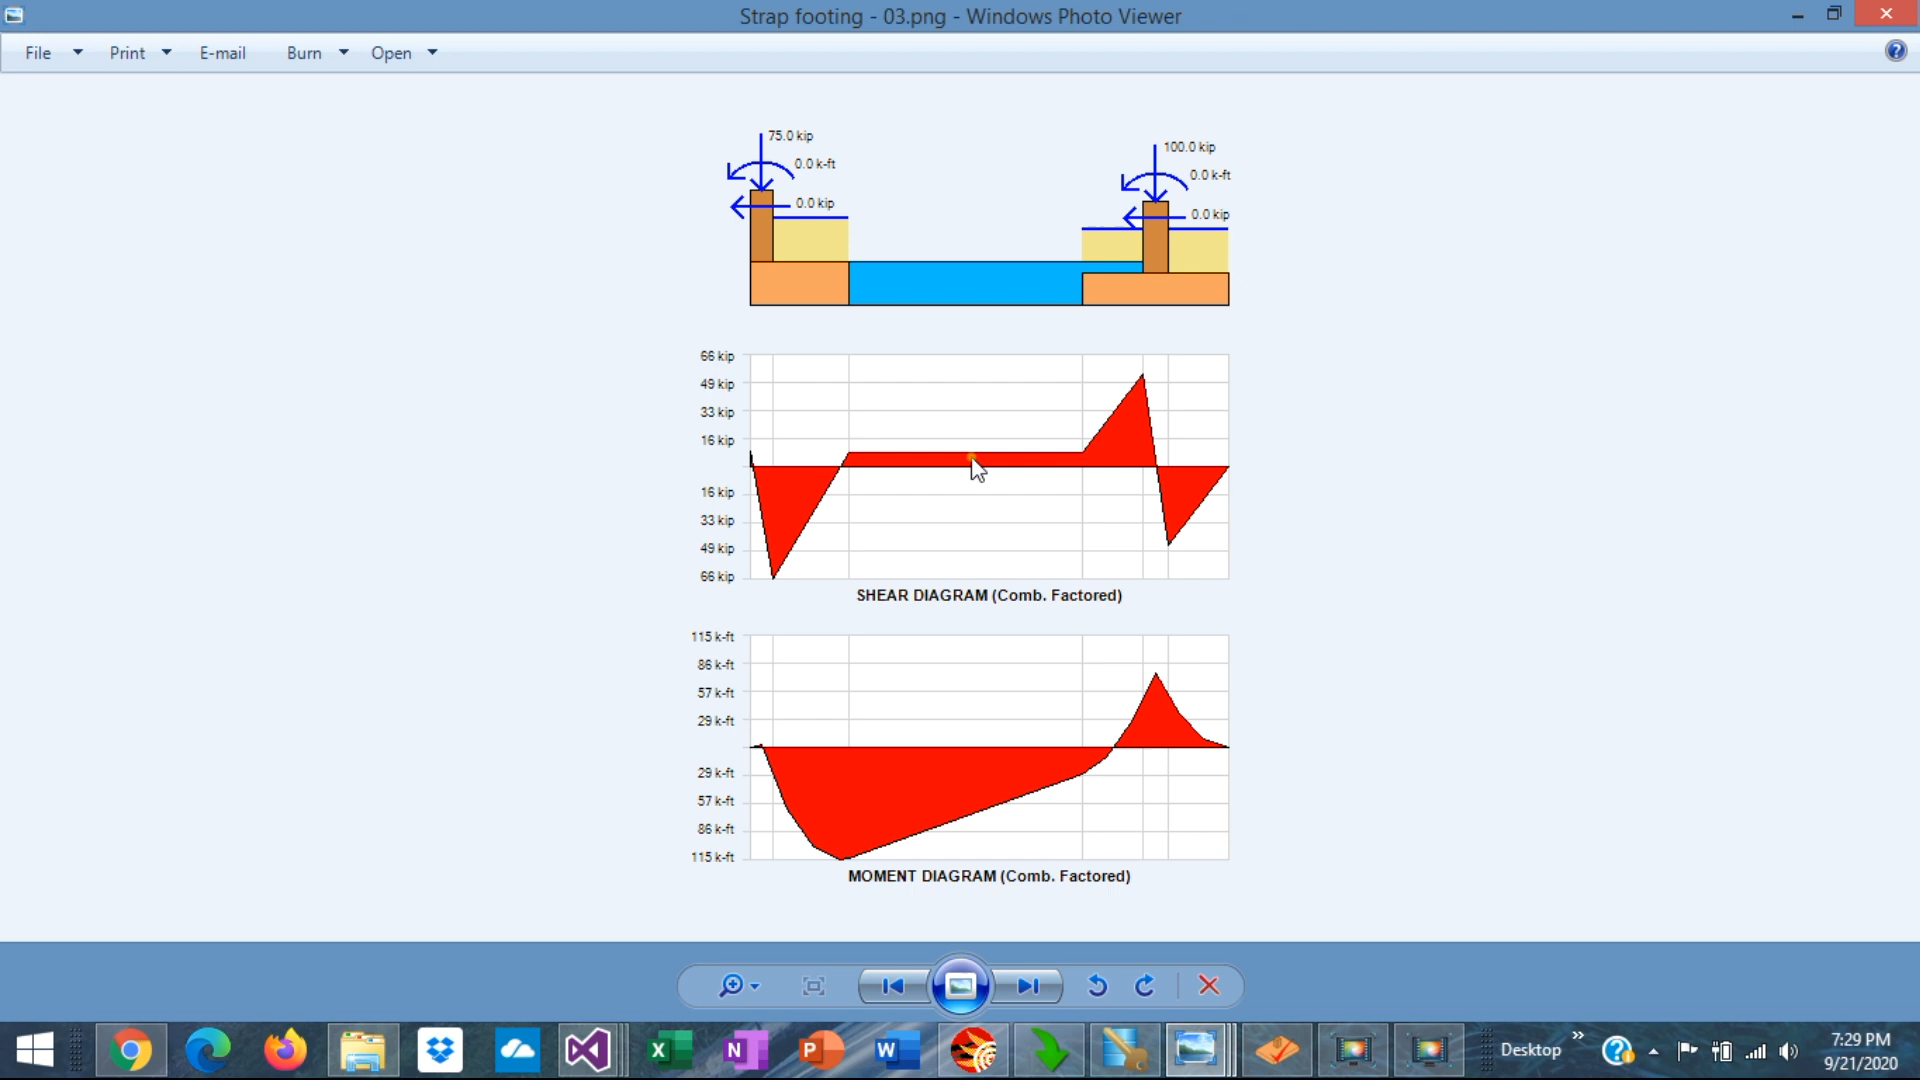 Strap footing - 03.png - Windows Photo Viewer
File Print E-mail Burn Open
75.0 kip
0.0 k-ft
0.0 kip
100.0 kip
0.0 k-ft
0.0 kip
66 kip
49 kip
33 kip
16 kip
16 kip
33 kip
49 kip
66 kip
SHEAR DIAGRAM (Comb. Factored)
115 k-ft
86 k-ft
57 k-ft
29 k-ft
29 k-ft
57 k-ft
86 k-ft
115 k-ft
MOMENT DIAGRAM (Comb. Factored)
Desktop
7:29 PM
9/21/2020